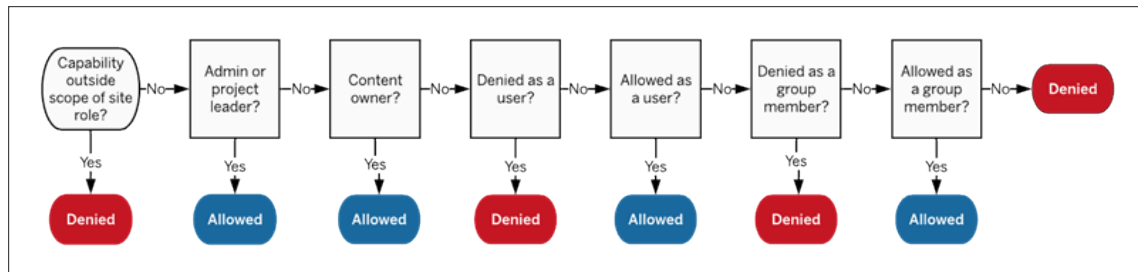 Capability
outside
scope of site
role?
No
Admin or
project
leader?
No
Content
owner?
No
Denied as
a user?
No
Allowed as
a user?
No
Denied as a
group
member?
No
Allowed as
a group
member?
No
Denied
Yes
Yes
Yes
Yes
Yes
Yes
Yes
Denied
Allowed
Allowed
Denied
Allowed
Denied
Allowed